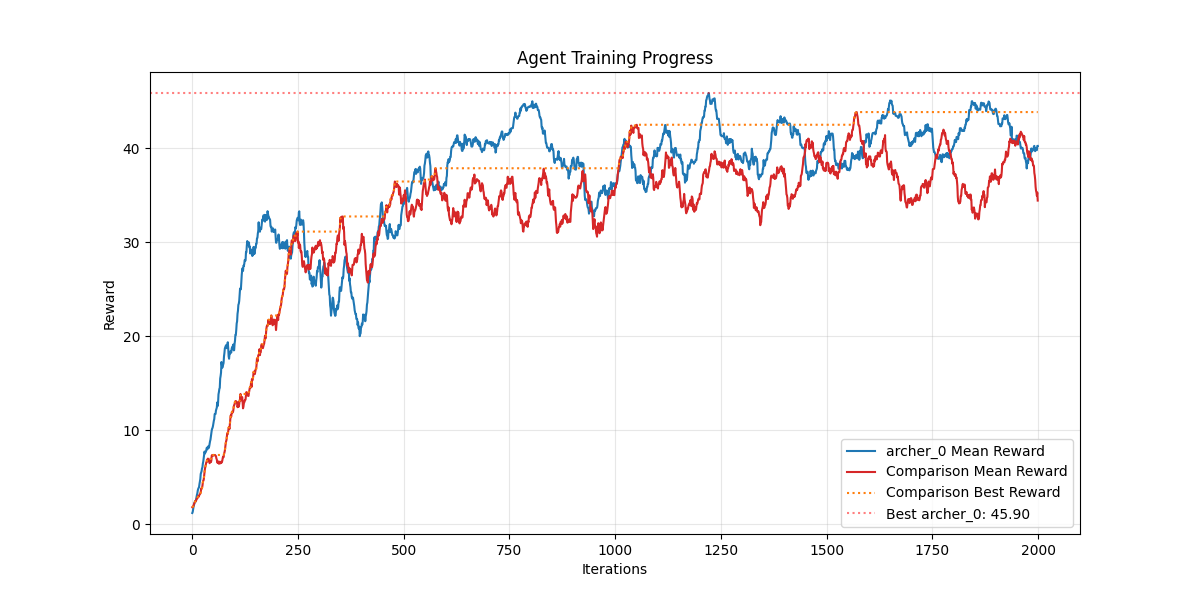 Agent Training Progress
Reward
40
30
20
10
0
0 250 500 750 1000 1250 1500 1750 2000
Iterations
archer_0 Mean Reward
Comparison Mean Reward
Comparison Best Reward
Best archer_0: 45.90